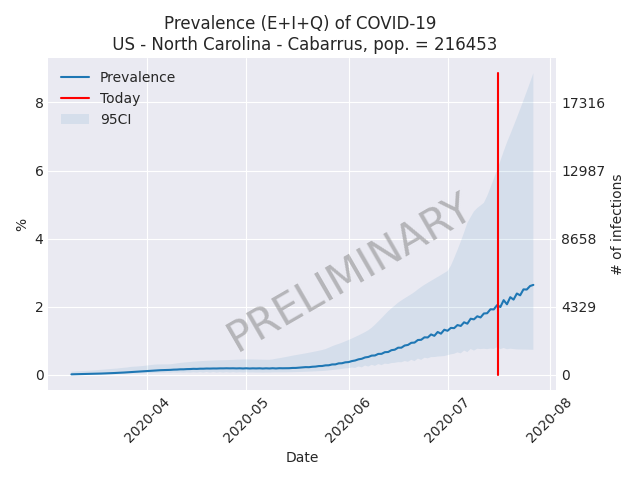 Prevalence (E+I+Q) of COVID-19
US - North Carolina - Cabarrus, pop. = 216453
Prevalence
Today
95CI
8
6
4
2
0
%
17316
12987
8658
4329
0
# of infections
PRELIMINARY
2020-04
2020-05
2020-06
2020-07
2020-08
Date